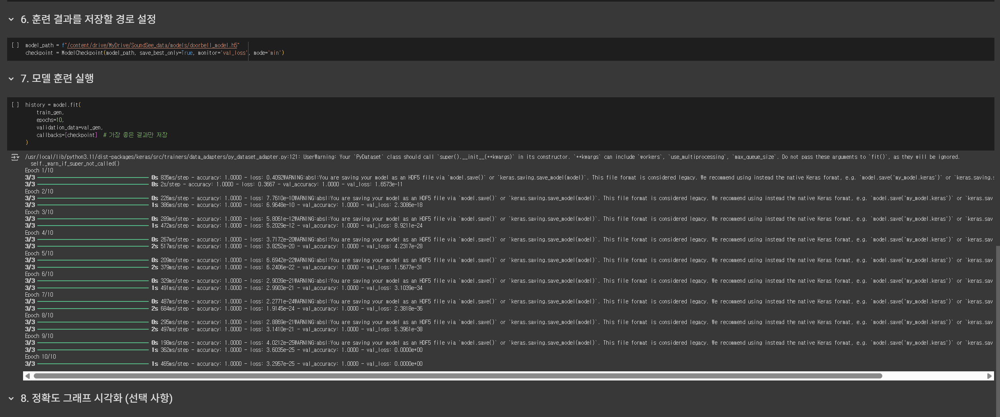 6. 훈련 결과를 저장할 경로 설정
[ ] model_path = f"/content/drive/MyDrive/SoundSee_data/models/doorbell_model.h5"
checkpoint = ModelCheckpoint(model_path, save_best_only=True, monitor='val_loss', mode='min')
7. 모델 훈련 실행
[ ] history = model.fit(
train_gen,
epochs=10,
validation_data=val_gen,
callbacks=[checkpoint]  # 가장 좋은 결과만 저장
)
/usr/local/lib/python3.11/dist-packages/keras/src/trainers/data_adapters/py_dataset_adapter.py:121: UserWarning: Your `PyDataset` class should call `super().__init__(**kwargs)` in its constructor. `**kwargs` can include `workers`, `use_multiprocessing`, `max_queue_size`. Do not pass these arguments to `fit()`, as they will be ignored.
self._warn_if_super_not_called()
Epoch 1/10
3/3 0s 835ms/step - accuracy: 1.0000 - loss: 0.4092WARNING:absl:You are saving your model as an HDF5 file via `model.save()` or `keras.saving.save_model(model)`. This file format is considered legacy. We recommend using instead the native Keras format, e.g. `model.save('my_model.keras')` or `keras.saving.s
3/3 8s 2s/step - accuracy: 1.0000 - loss: 0.3667 - val_accuracy: 1.0000 - val_loss: 1.6573e-11
Epoch 2/10
3/3 0s 226ms/step - accuracy: 1.0000 - loss: 7.7610e-10WARNING:absl:You are saving your model as an HDF5 file via `model.save()` or `keras.saving.save_model(model)`. This file format is considered legacy. We recommend using instead the native Keras format, e.g. `model.save('my_model.keras')` or `keras.sav
3/3 1s 386ms/step - accuracy: 1.0000 - loss: 6.9648e-10 - val_accuracy: 1.0000 - val_loss: 2.3086e-18
Epoch 3/10
3/3 0s 289ms/step - accuracy: 1.0000 - loss: 5.8061e-12WARNING:absl:You are saving your model as an HDF5 file via `model.save()` or `keras.saving.save_model(model)`. This file format is considered legacy. We recommend using instead the native Keras format, e.g. `model.save('my_model.keras')` or `keras.sav
3/3 1s 472ms/step - accuracy: 1.0000 - loss: 5.2029e-12 - val_accuracy: 1.0000 - val_loss: 8.9211e-24
Epoch 4/10
3/3 0s 267ms/step - accuracy: 1.0000 - loss: 3.7172e-20WARNING:absl:You are saving your model as an HDF5 file via `model.save()` or `keras.saving.save_model(model)`. This file format is considered legacy. We recommend using instead the native Keras format, e.g. `model.save('my_model.keras')` or `keras.sav
3/3 2s 517ms/step - accuracy: 1.0000 - loss: 3.8252e-20 - val_accuracy: 1.0000 - val_loss: 4.2317e-28
Epoch 5/10
3/3 0s 209ms/step - accuracy: 1.0000 - loss: 6.6942e-22WARNING:absl:You are saving your model as an HDF5 file via `model.save()` or `keras.saving.save_model(model)`. This file format is considered legacy. We recommend using instead the native Keras format, e.g. `model.save('my_model.keras')` or `keras.sav
3/3 2s 379ms/step - accuracy: 1.0000 - loss: 6.2406e-22 - val_accuracy: 1.0000 - val_loss: 1.5677e-31
Epoch 6/10
3/3 0s 329ms/step - accuracy: 1.0000 - loss: 2.9039e-21WARNING:absl:You are saving your model as an HDF5 file via `model.save()` or `keras.saving.save_model(model)`. This file format is considered legacy. We recommend using instead the native Keras format, e.g. `model.save('my_model.keras')` or `keras.sav
3/3 1s 491ms/step - accuracy: 1.0000 - loss: 2.9903e-21 - val_accuracy: 1.0000 - val_loss: 3.1039e-34
Epoch 7/10
3/3 0s 487ms/step - accuracy: 1.0000 - loss: 2.2771e-24WARNING:absl:You are saving your model as an HDF5 file via `model.save()` or `keras.saving.save_model(model)`. This file format is considered legacy. We recommend using instead the native Keras format, e.g. `model.save('my_model.keras')` or `keras.sav
3/3 2s 684ms/step - accuracy: 1.0000 - loss: 1.9145e-24 - val_accuracy: 1.0000 - val_loss: 2.3818e-36
Epoch 8/10
3/3 0s 295ms/step - accuracy: 1.0000 - loss: 2.8869e-21WARNING:absl:You are saving your model as an HDF5 file via `model.save()` or `keras.saving.save_model(model)`. This file format is considered legacy. We recommend using instead the native Keras format, e.g. `model.save('my_model.keras')` or `keras.sav
3/3 2s 497ms/step - accuracy: 1.0000 - loss: 3.1410e-21 - val_accuracy: 1.0000 - val_loss: 5.3961e-38
Epoch 9/10
3/3 0s 198ms/step - accuracy: 1.0000 - loss: 4.0212e-25WARNING:absl:You are saving your model as an HDF5 file via `model.save()` or `keras.saving.save_model(model)`. This file format is considered legacy. We recommend using instead the native Keras format, e.g. `model.save('my_model.keras')` or `keras.sav
3/3 1s 362ms/step - accuracy: 1.0000 - loss: 3.6035e-25 - val_accuracy: 1.0000 - val_loss: 0.0000e+00
Epoch 10/10
3/3 1s 465ms/step - accuracy: 1.0000 - loss: 3.2957e-25 - val_accuracy: 1.0000 - val_loss: 0.0000e+00
8. 정확도 그래프 시각화 (선택 사항)